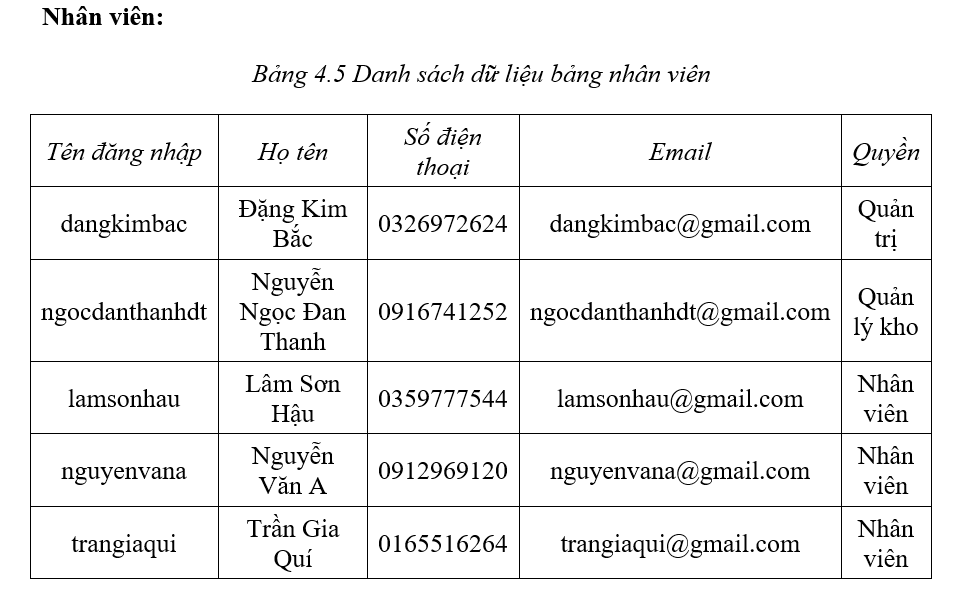 Nhân viên:
Bảng 4.5 Danh sách dữ liệu bảng nhân viên
Tên đăng nhập Họ tên Số điện thoại Email Quyền
dangkimbac Đặng Kim Bắc 0326972624 dangkimbac@gmail.com Quản trị
ngocdanthanhdt Nguyễn Ngọc Đan Thanh 0916741252 ngocdanthanhdt@gmail.com Quản lý kho
lamsonhau Lâm Sơn Hậu 0359777544 lamsonhau@gmail.com Nhân viên
nguyenvana Nguyễn Văn A 0912969120 nguyenvana@gmail.com Nhân viên
trangiaqui Trần Gia Quí 0165516264 trangiaqui@gmail.com Nhân viên